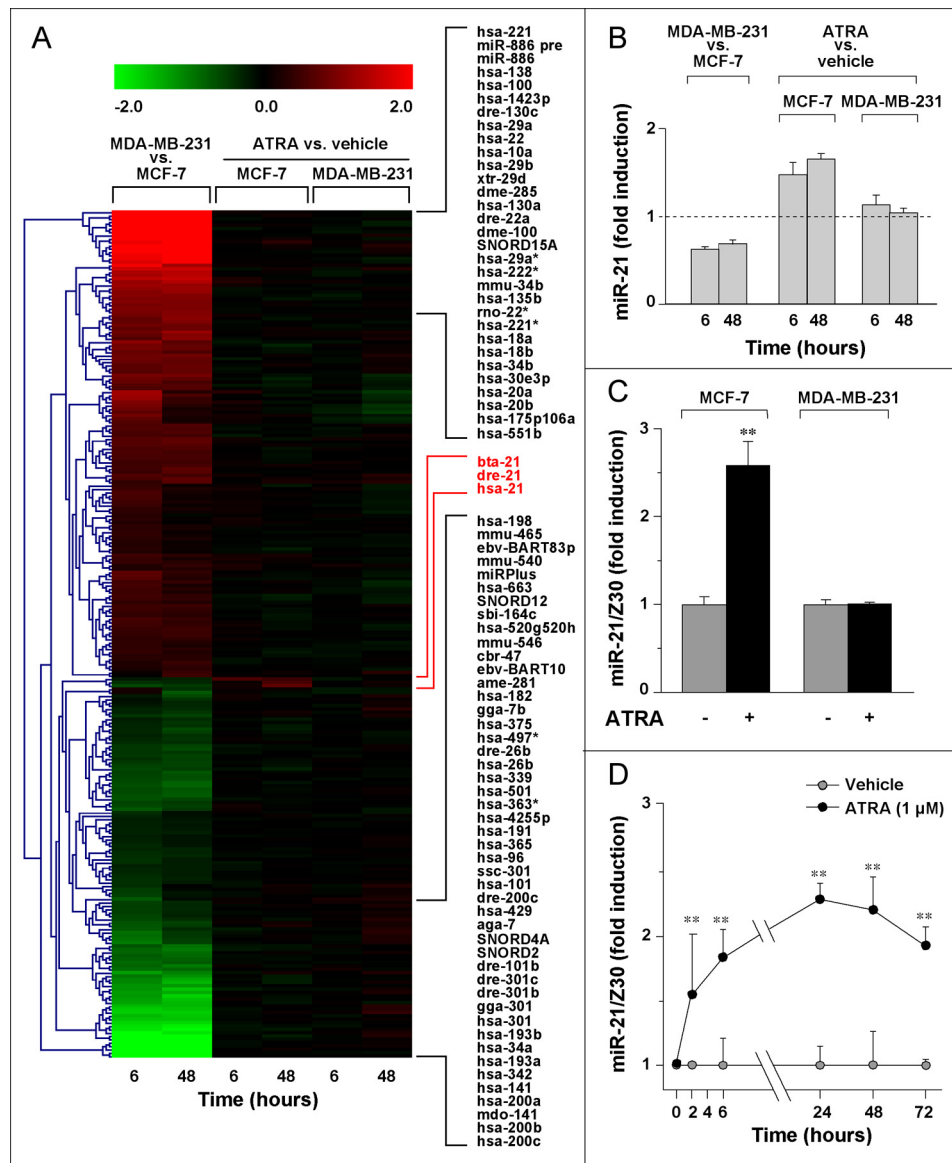 A
-2.0 0.0 2.0
MDA-MB-231
vs.
MCF-7
ATRA vs. vehicle
MCF-7 MDA-MB-231
6 48 6 48 6 48
Time (hours)
hsa-221
miR-886 pre
miR-886
hsa-138
hsa-100
hsa-1423p
dre-130c
hsa-29a
hsa-22
hsa-10a
hsa-29b
xtr-29d
dme-285
hsa-130a
dre-22a
dme-100
SNORD15A
hsa-29a*
hsa-222*
mmu-34b
hsa-135b
rno-22*
hsa-221*
hsa-18a
hsa-18b
hsa-34b
hsa-30e3p
hsa-20a
hsa-20b
hsa-175p106a
hsa-551b
bta-21
dre-21
hsa-21
hsa-198
mmu-465
ebv-BART83p
mmu-540
miRPlus
hsa-663
SNORD12
sbi-164c
hsa-520g520h
mmu-546
cbr-47
ebv-BART10
ame-281
hsa-182
gga-7b
hsa-375
hsa-497*
dre-26b
hsa-26b
hsa-339
hsa-501
hsa-363*
hsa-4255p
hsa-191
hsa-365
hsa-96
ssc-301
hsa-101
dre-200c
hsa-429
aga-7
SNORD4A
SNORD2
dre-101b
dre-301c
dre-301b
gga-301
hsa-301
hsa-193b
hsa-34a
hsa-193a
hsa-342
hsa-141
hsa-200a
mdo-141
hsa-200b
hsa-200c
B
MDA-MB-231
vs.
MCF-7
ATRA
vs.
vehicle
MCF-7 MDA-MB-231
miR-21 (fold induction)
2
1
0
6 48 6 48 6 48
Time (hours)
C
MCF-7 MDA-MB-231
miR-21/Z30 (fold induction)
3
2
1
0
**
ATRA - + - +
D
Vehicle
ATRA (1 µM)
miR-21/Z30 (fold induction)
3
2
1
** ** ** ** **
0 2 4 6 24 48 72
Time (hours)